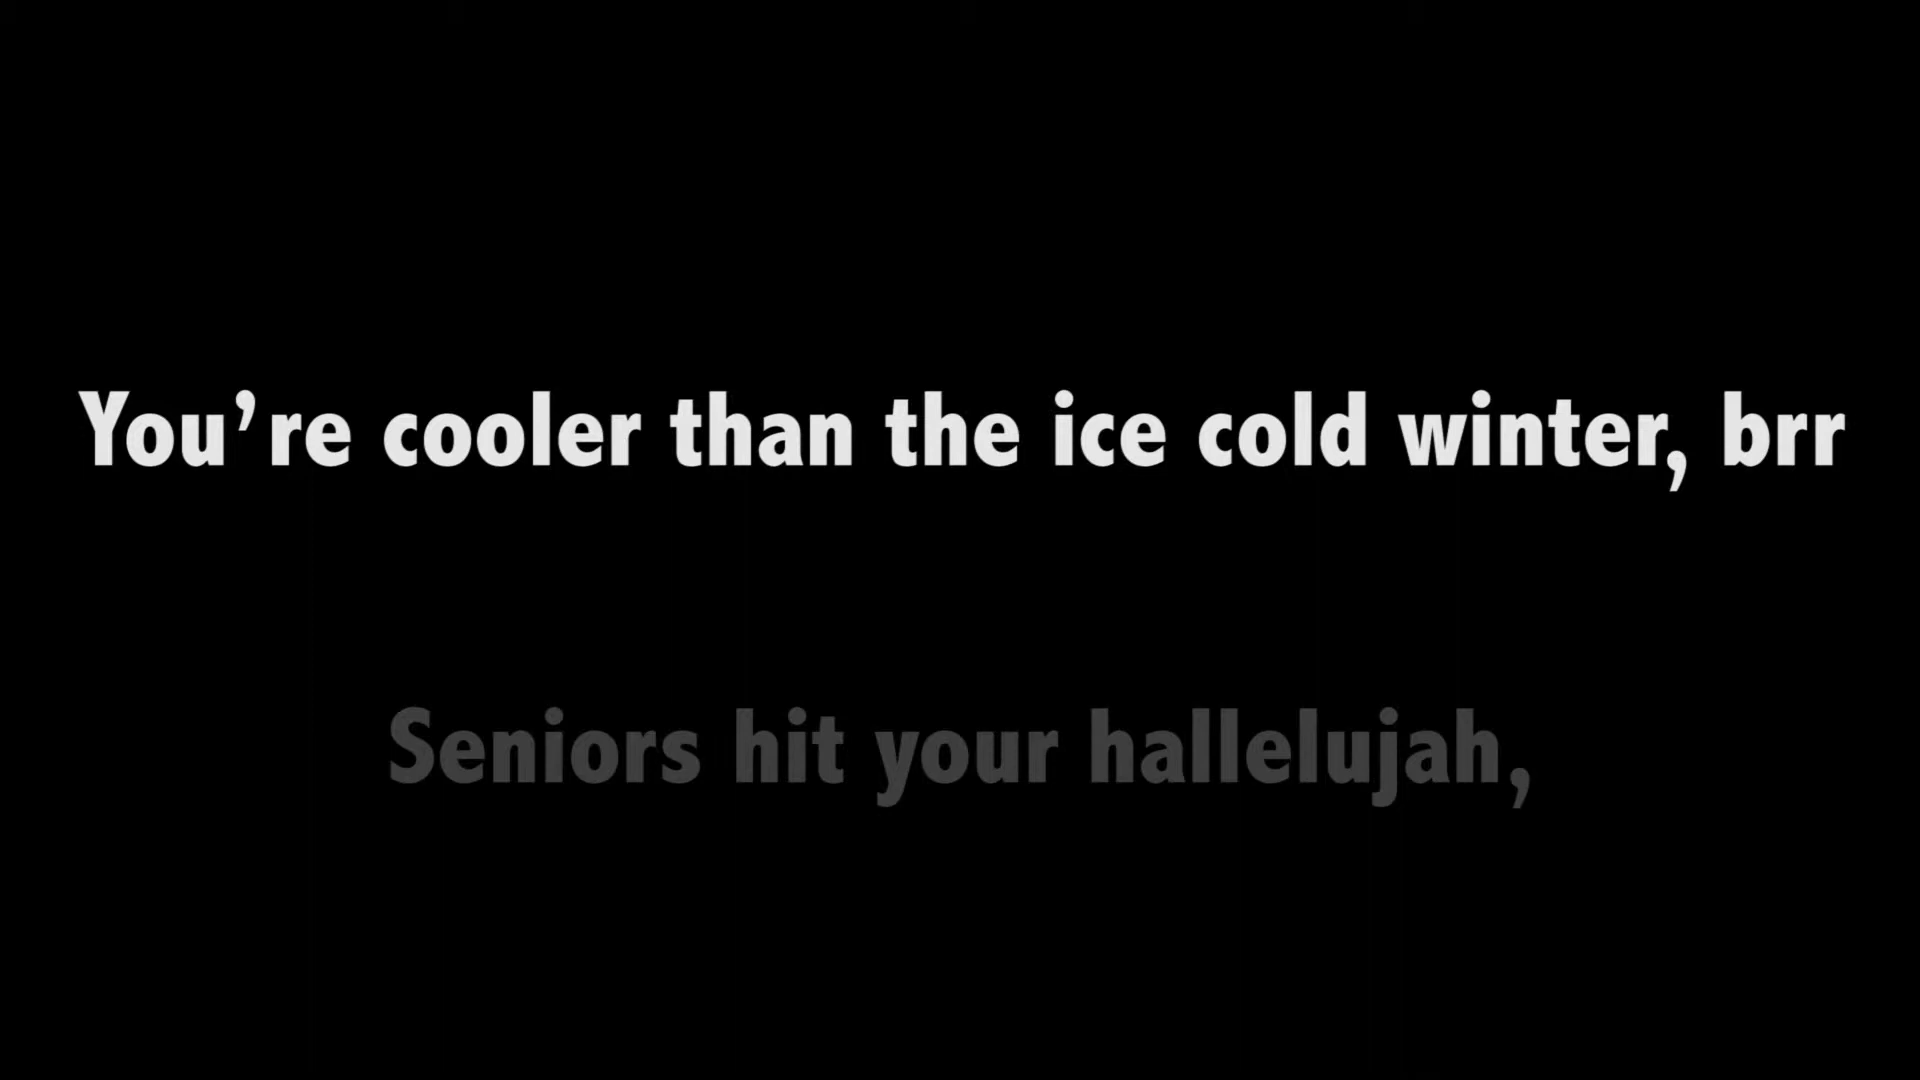 You’re cooler than the ice cold winter, brr
Seniors hit your hallelujah,